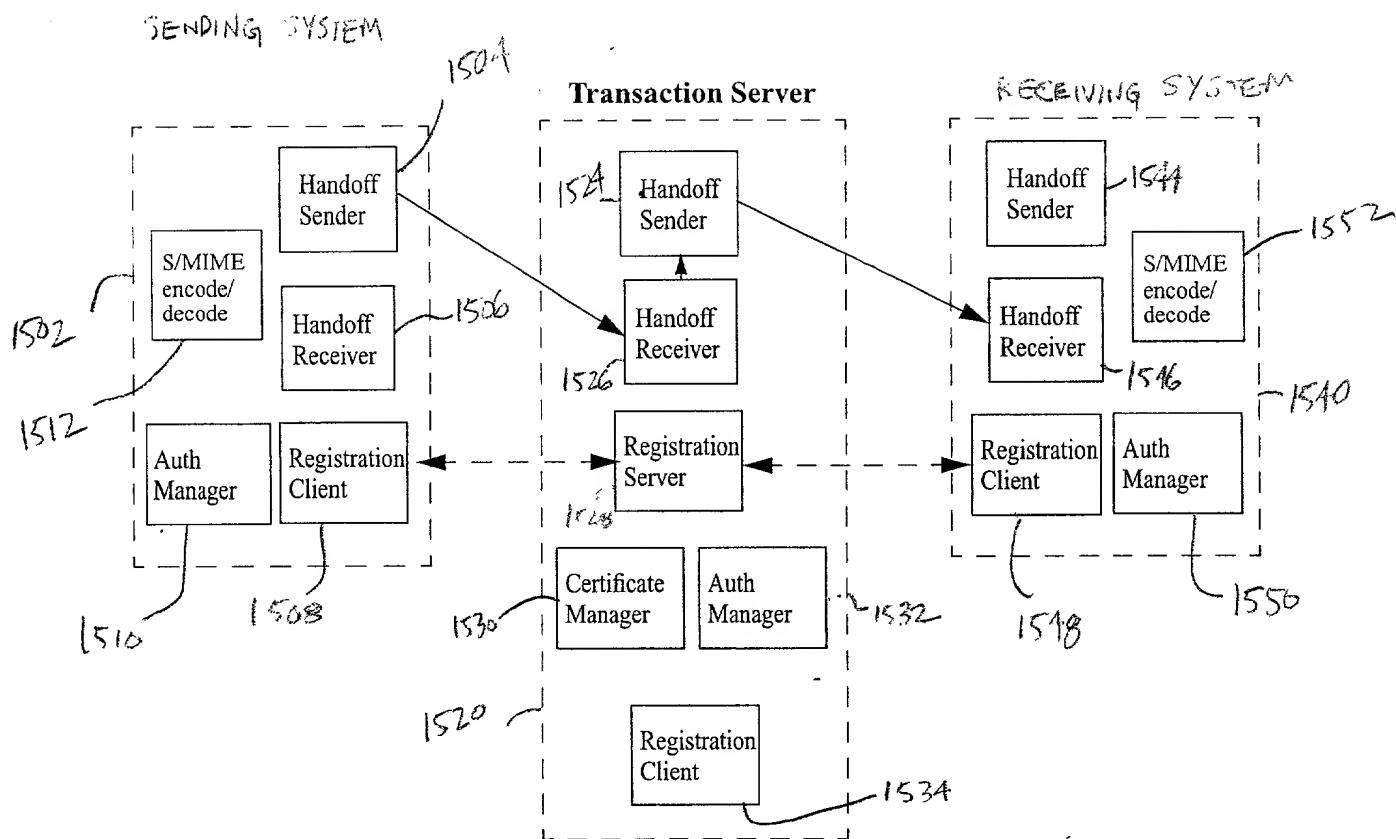 SENDING SYSTEM
1504
Transaction Server
RECEIVING SYSTEM
Handoff
Sender
1524
Handoff
Sender
Handoff
Sender
1544
1552
S/MIME
encode/
decode
S/MIME
encode/
decode
1502
Handoff
Receiver
1506
Handoff
Receiver
1526
Handoff
Receiver
1546
1540
1512
Auth
Manager
Registration
Client
Registration
Server
1528
Registration
Client
Auth
Manager
1510
1508
Certificate
Manager
1530
Auth
Manager
1532
1548
1550
1520
Registration
Client
1534